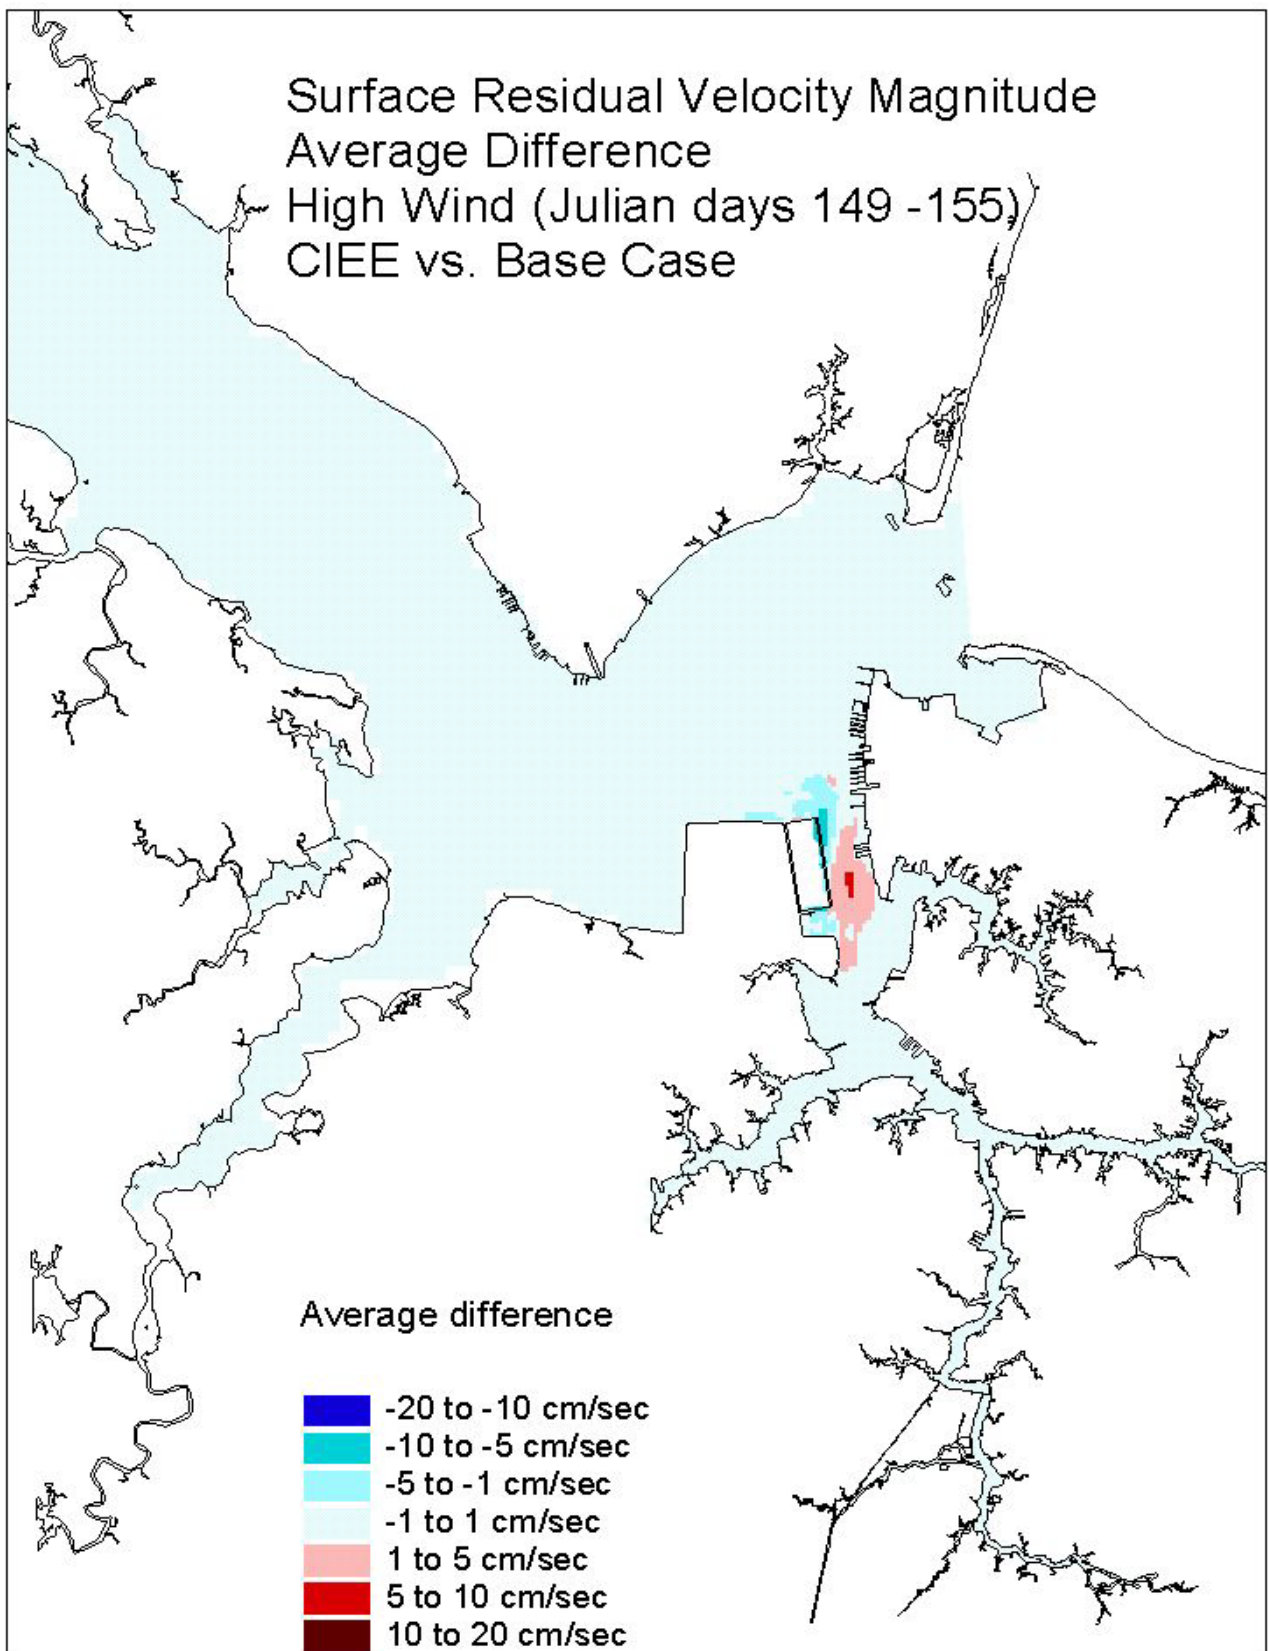 Surface Residual Velocity Magnitude
Average Difference
High Wind (Julian days 149 -155)
CIEE vs. Base Case
Average difference
-20 to -10 cm/sec
-10 to -5 cm/sec
-5 to -1 cm/sec
-1 to 1 cm/sec
1 to 5 cm/sec
5 to 10 cm/sec
10 to 20 cm/sec